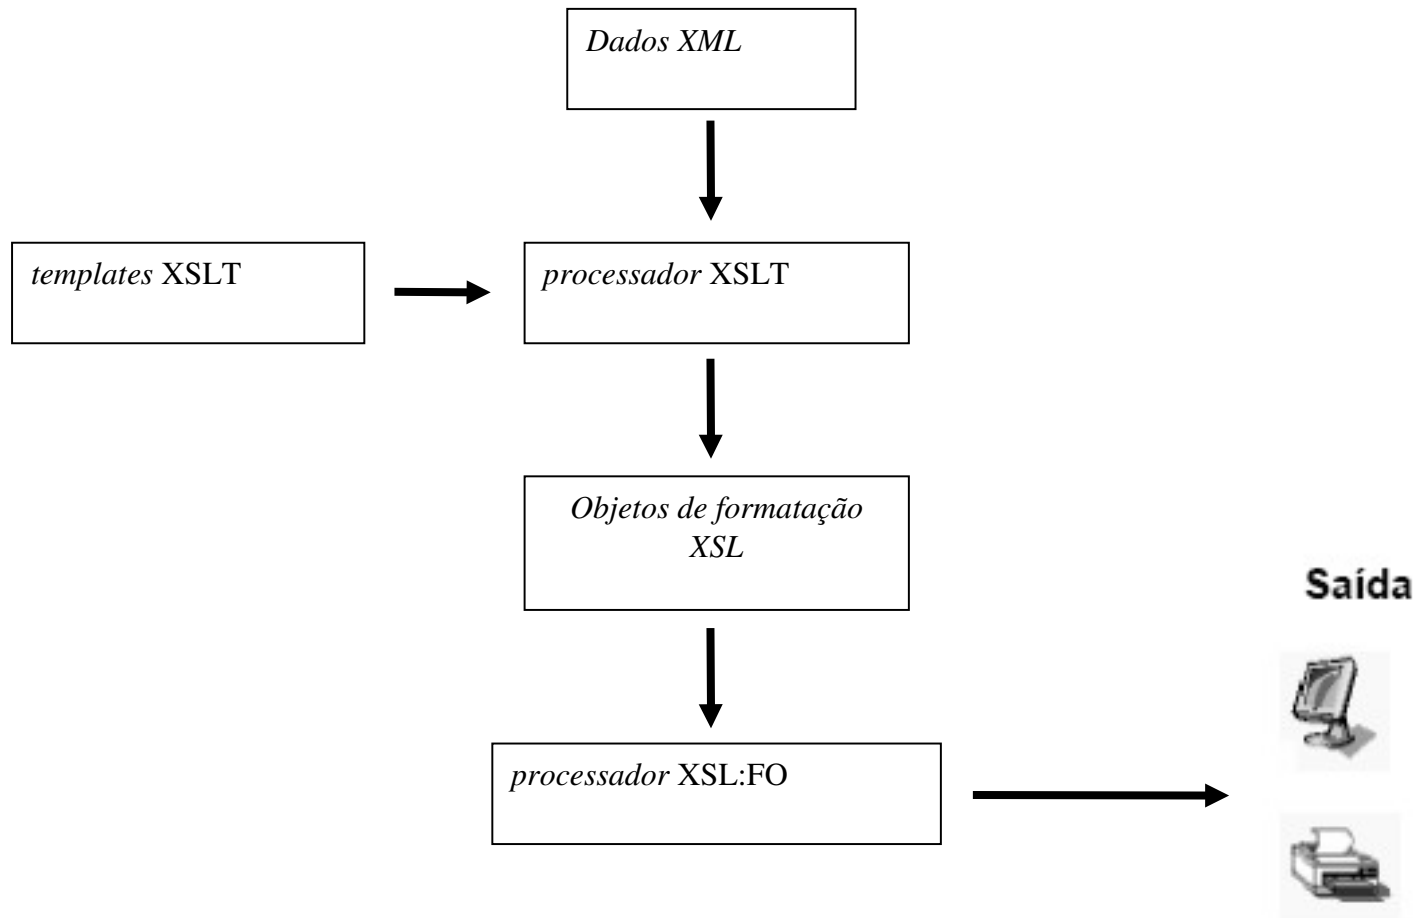 Dados XML
templates XSLT
processador XSLT
Objetos de formatação
XSL
Saída
processador XSL:FO